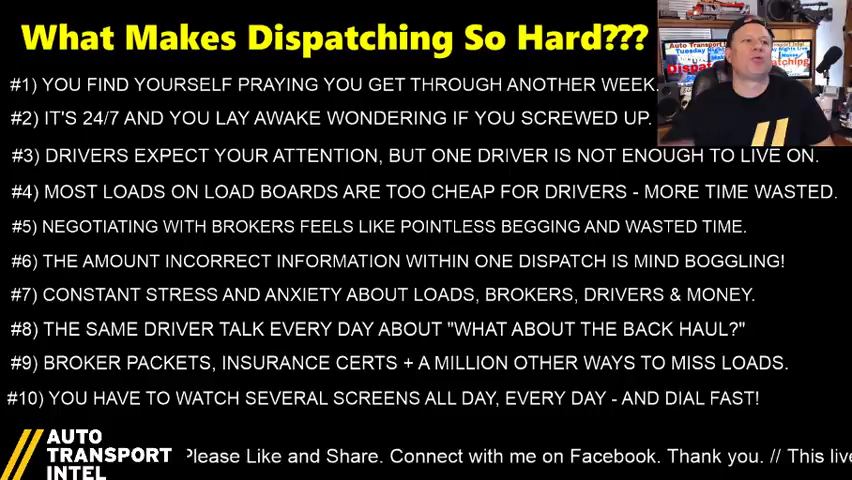 What Makes Dispatching So Hard???
#1) YOU FIND YOURSELF PRAYING YOU GET THROUGH ANOTHER WEEK.
#2) IT'S 24/7 AND YOU LAY AWAKE WONDERING IF YOU SCREWED UP.
#3) DRIVERS EXPECT YOUR ATTENTION, BUT ONE DRIVER IS NOT ENOUGH TO LIVE ON.
#4) MOST LOADS ON LOAD BOARDS ARE TOO CHEAP FOR DRIVERS - MORE TIME WASTED.
#5) NEGOTIATING WITH BROKERS FEELS LIKE POINTLESS BEGGING AND WASTED TIME.
#6) THE AMOUNT INCORRECT INFORMATION WITHIN ONE DISPATCH IS MIND BOGGLING!
#7) CONSTANT STRESS AND ANXIETY ABOUT LOADS, BROKERS, DRIVERS & MONEY.
#8) THE SAME DRIVER TALK EVERY DAY ABOUT "WHAT ABOUT THE BACK HAUL?"
#9) BROKER PACKETS, INSURANCE CERTS + A MILLION OTHER WAYS TO MISS LOADS.
#10) YOU HAVE TO WATCH SEVERAL SCREENS ALL DAY, EVERY DAY - AND DIAL FAST!
AUTO
TRANSPORT
INTEL
Please Like and Share. Connect with me on Facebook. Thank you. // This live